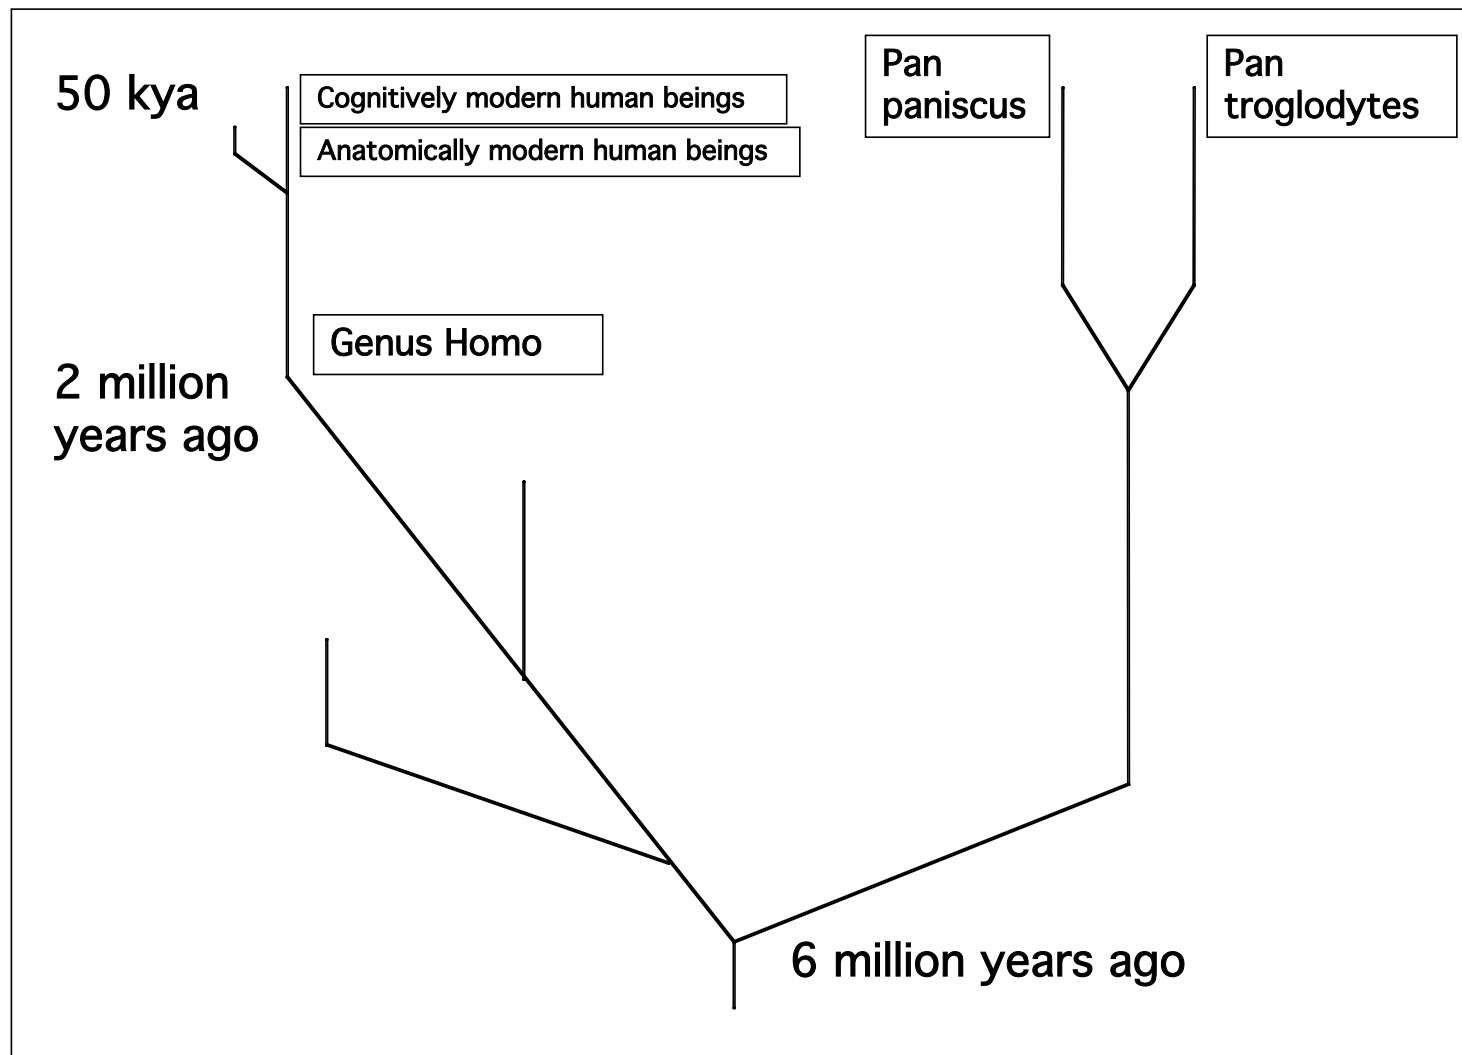 50 kya
Cognitively modern human beings
Anatomically modern human beings
Pan
paniscus
Pan
troglodytes
Genus Homo
2 million
years ago
6 million years ago